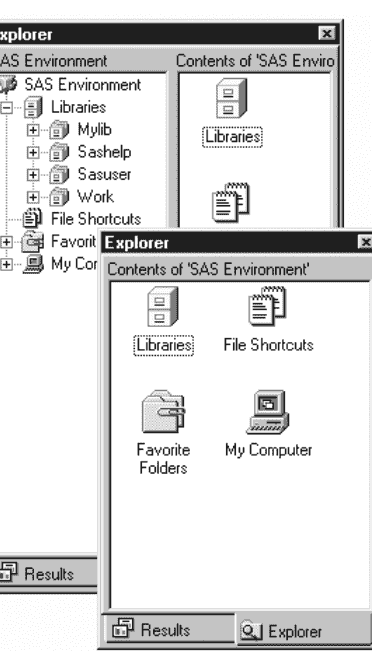 xplorer
AS Environment
Contents of 'SAS Enviro
SAS Environment
Libraries
Mylib
Sashelp
Sasuser
Work
File Shortcuts
Favorit
My Cor
Libraries
Results
Explorer
Contents of 'SAS Environment'
Libraries
File Shortcuts
Favorite
Folders
My Computer
Results
Explorer